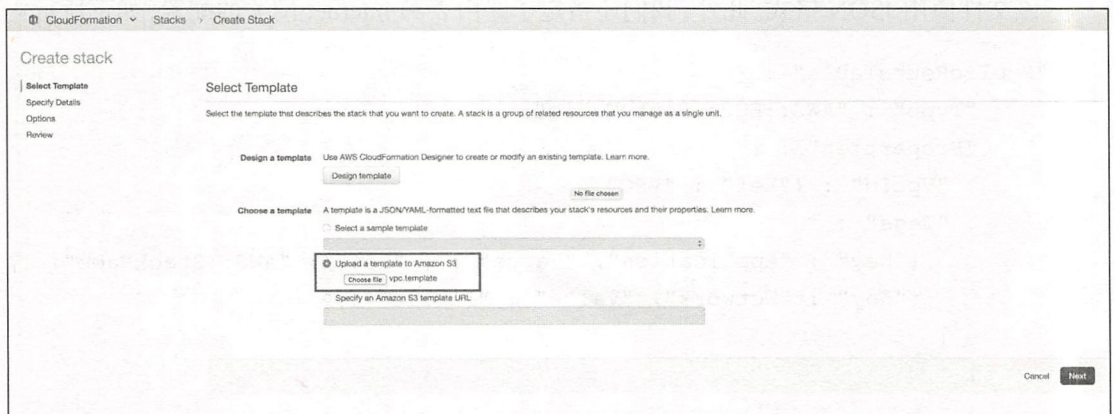 CloudFormation Stacks > Create Stack
Create stack
Select Template
Specify Details
Options
Review
Select Template
Select the template that describes the stack that you want to create. A stack is a group of related resources that you manage as a single unit.
Design a template Use AWS CloudFormation Designer to create or modify an existing template. Learn more.
Design template
No file chosen
Choose a template A template is a JSON/YAML-formatted text file that describes your stack's resources and their properties. Learn more.
Select a sample template
Upload a template to Amazon S3
Choose file vpc.template
Specify an Amazon S3 template URL
Cancel Next